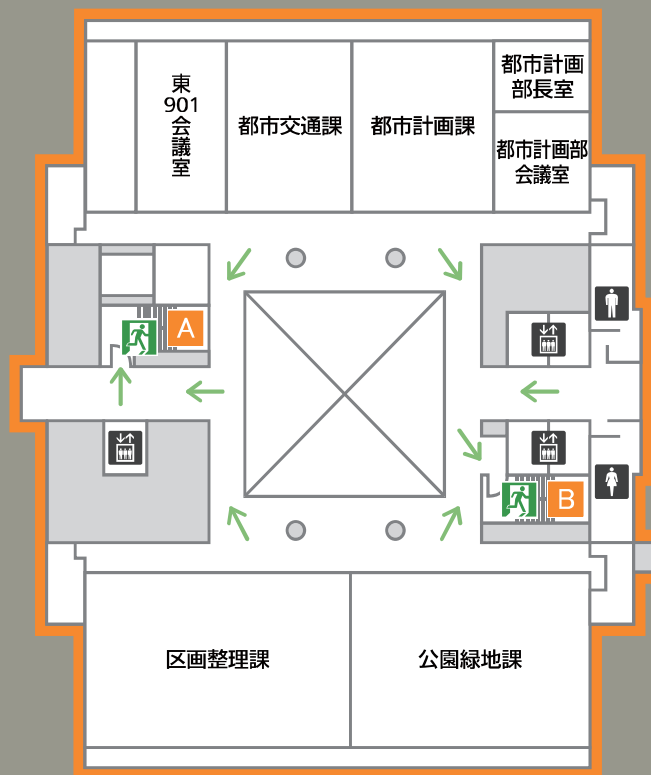 東
901
会
議
室
都市交通課
都市計画課
都市計画
部長室
都市計画部
会議室
A
B
区画整理課
公園緑地課